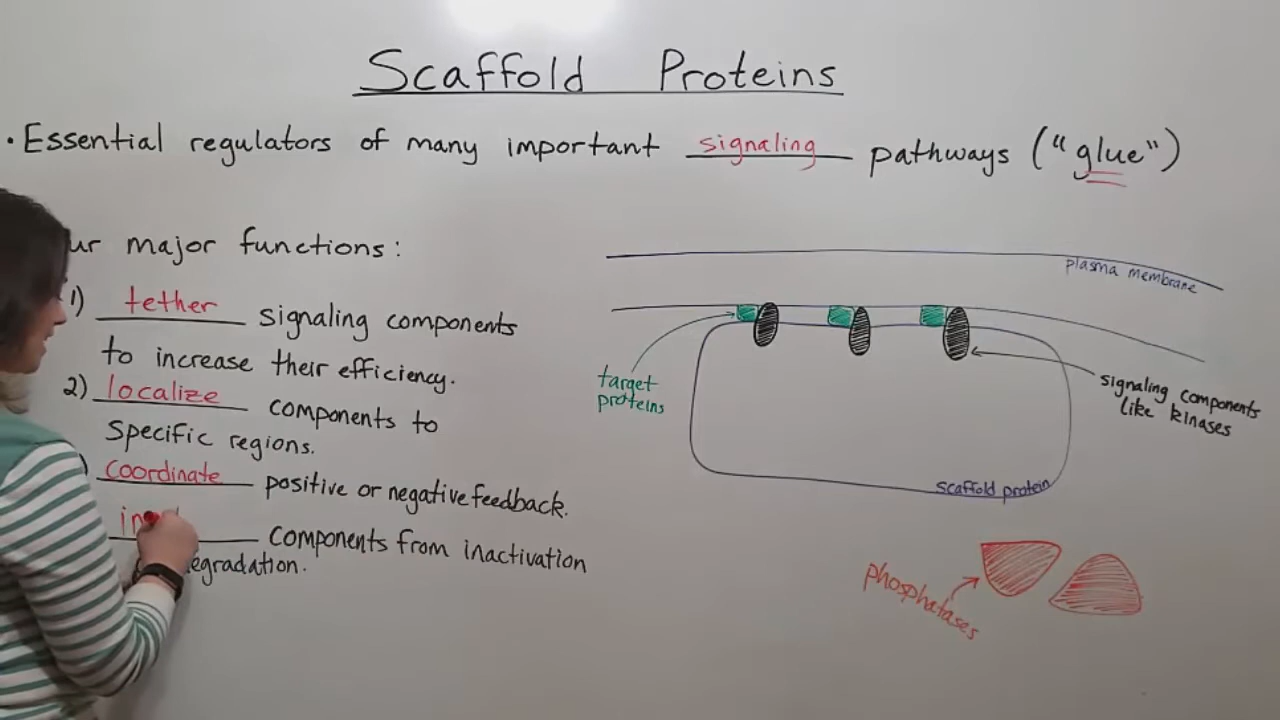 Scaffold Proteins
• Essential regulators of many important signaling pathways ("glue")
ur major functions:
1) tether signaling components
to increase their efficiency.
2) localize components to
specific regions.
) coordinate positive or negative feedback.
components from inactivation
egradation.
plasma membrane
target
proteins
signaling components
like kinases
scaffold protein
phosphatases